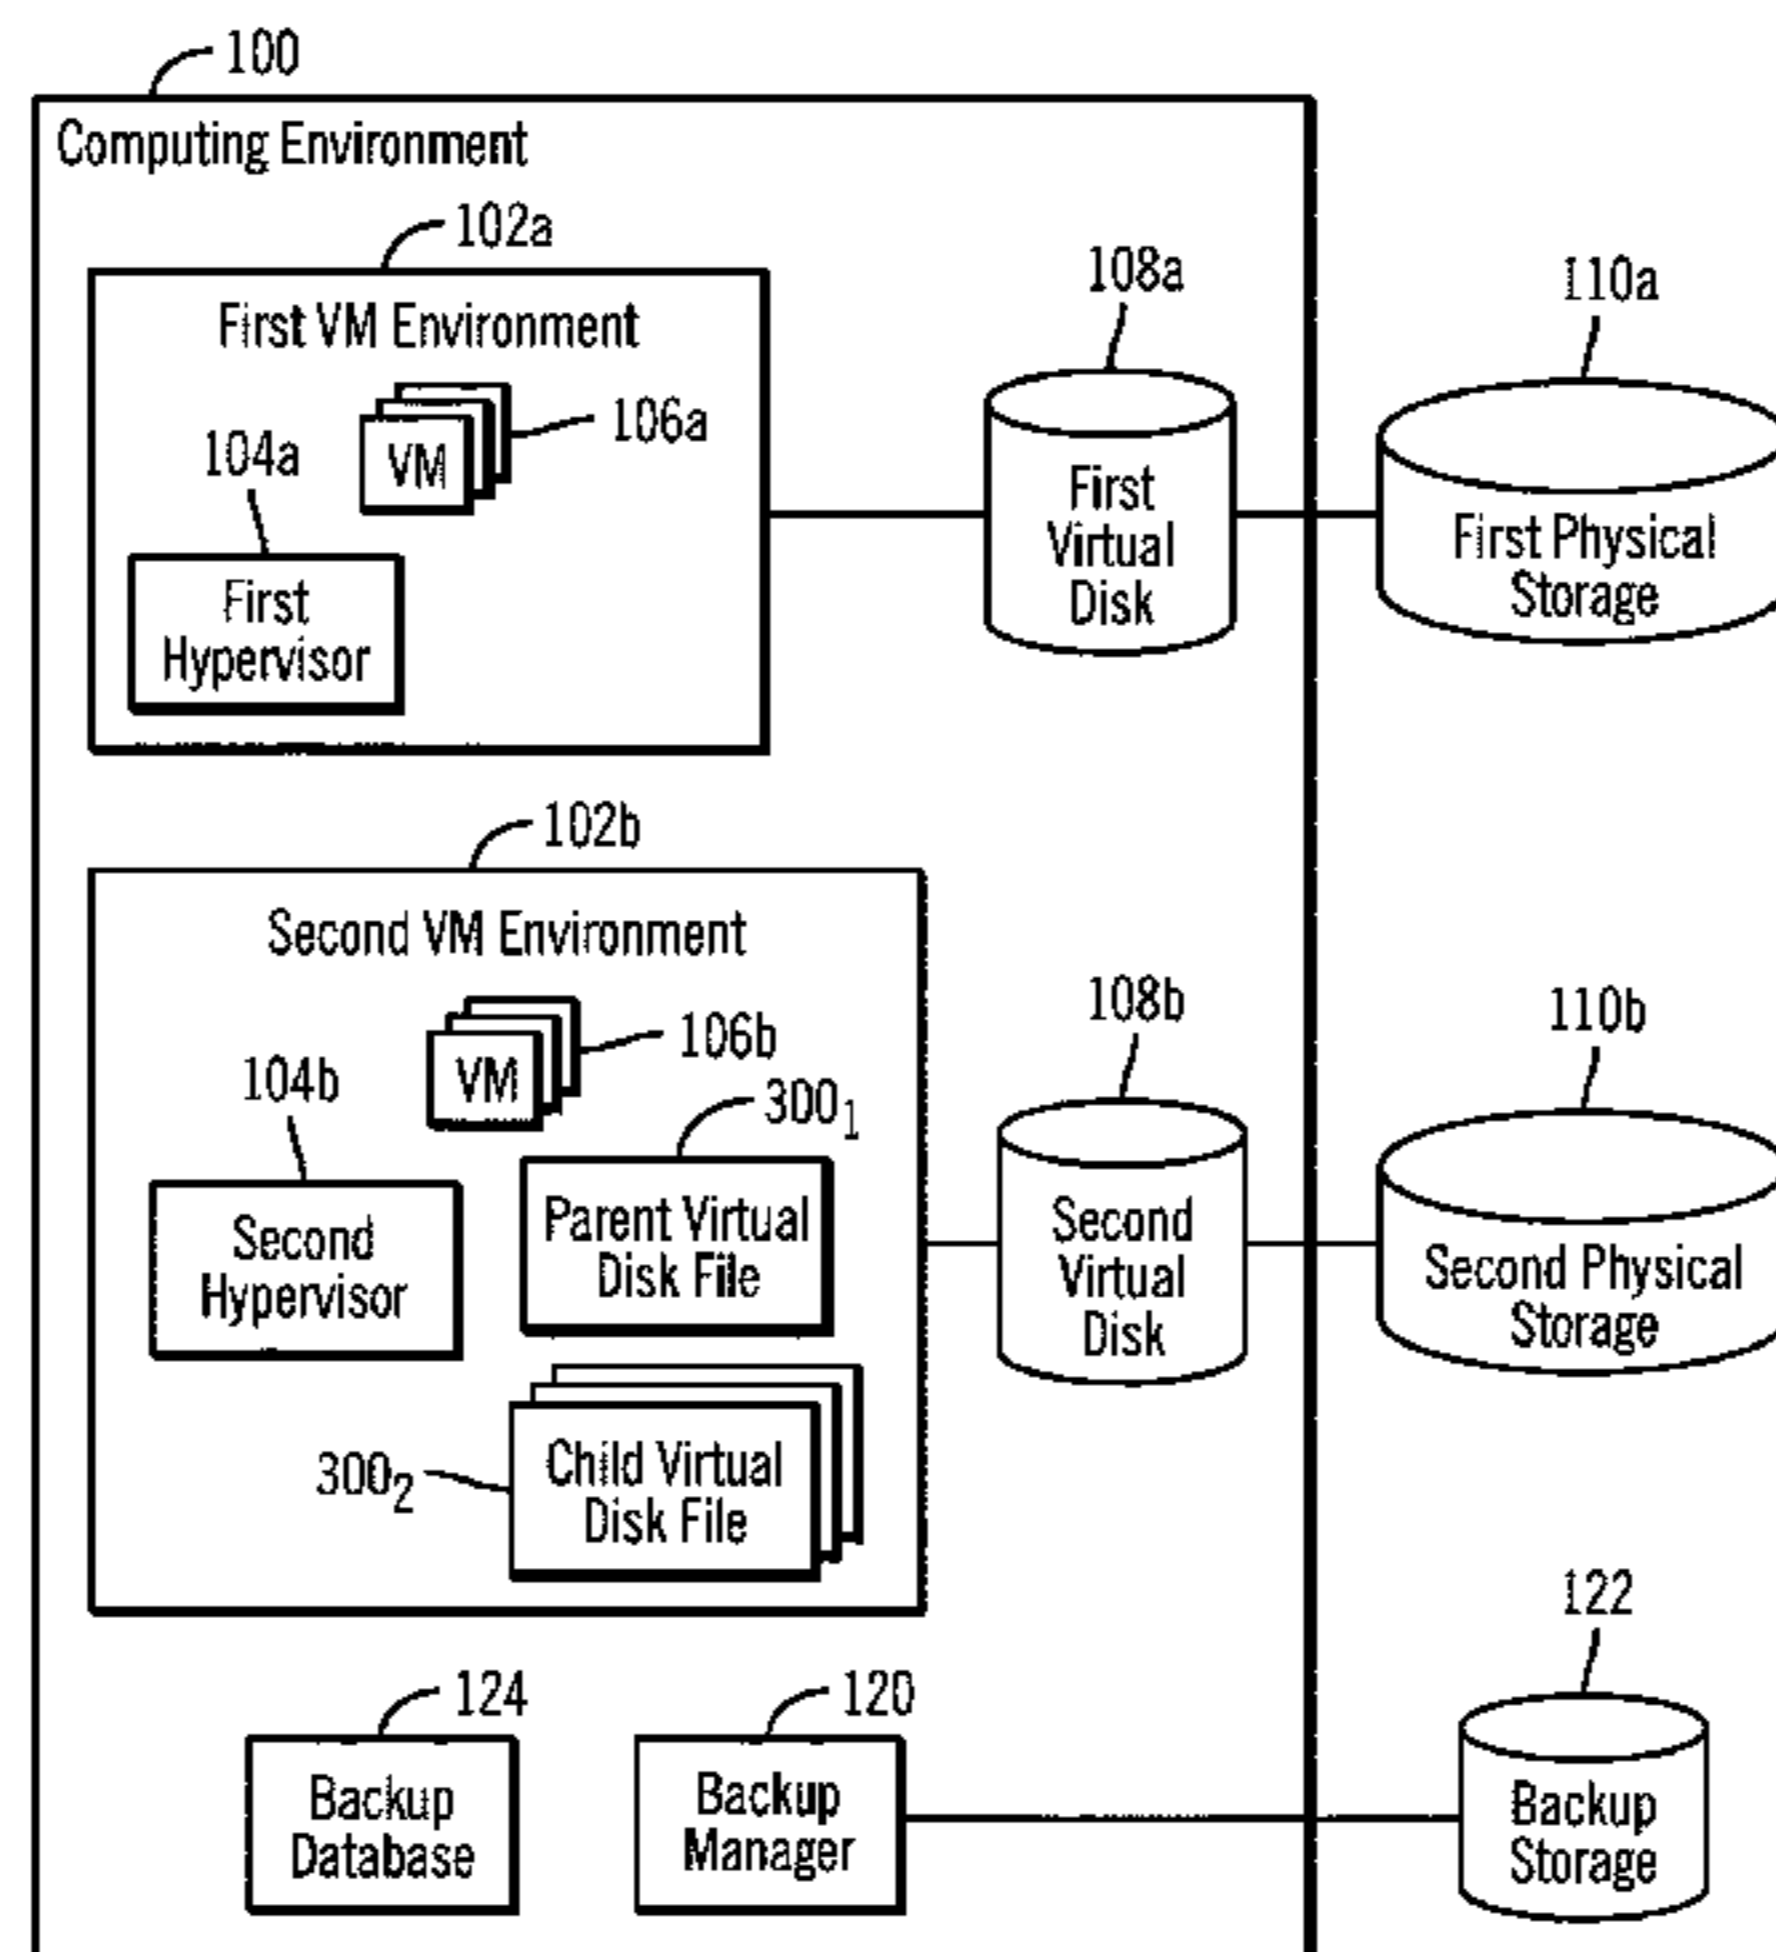 100
Computing Environment
102a
First VM Environment
106a
VM
104a
First
Hypervisor
108a
First
Virtual
Disk
110a
First Physical
Storage
102b
Second VM Environment
106b
VM
104b
Second
Hypervisor
300₁
Parent Virtual
Disk File
300₂
Child Virtual
Disk File
108b
Second
Virtual
Disk
110b
Second Physical
Storage
124
Backup
Database
120
Backup
Manager
122
Backup
Storage